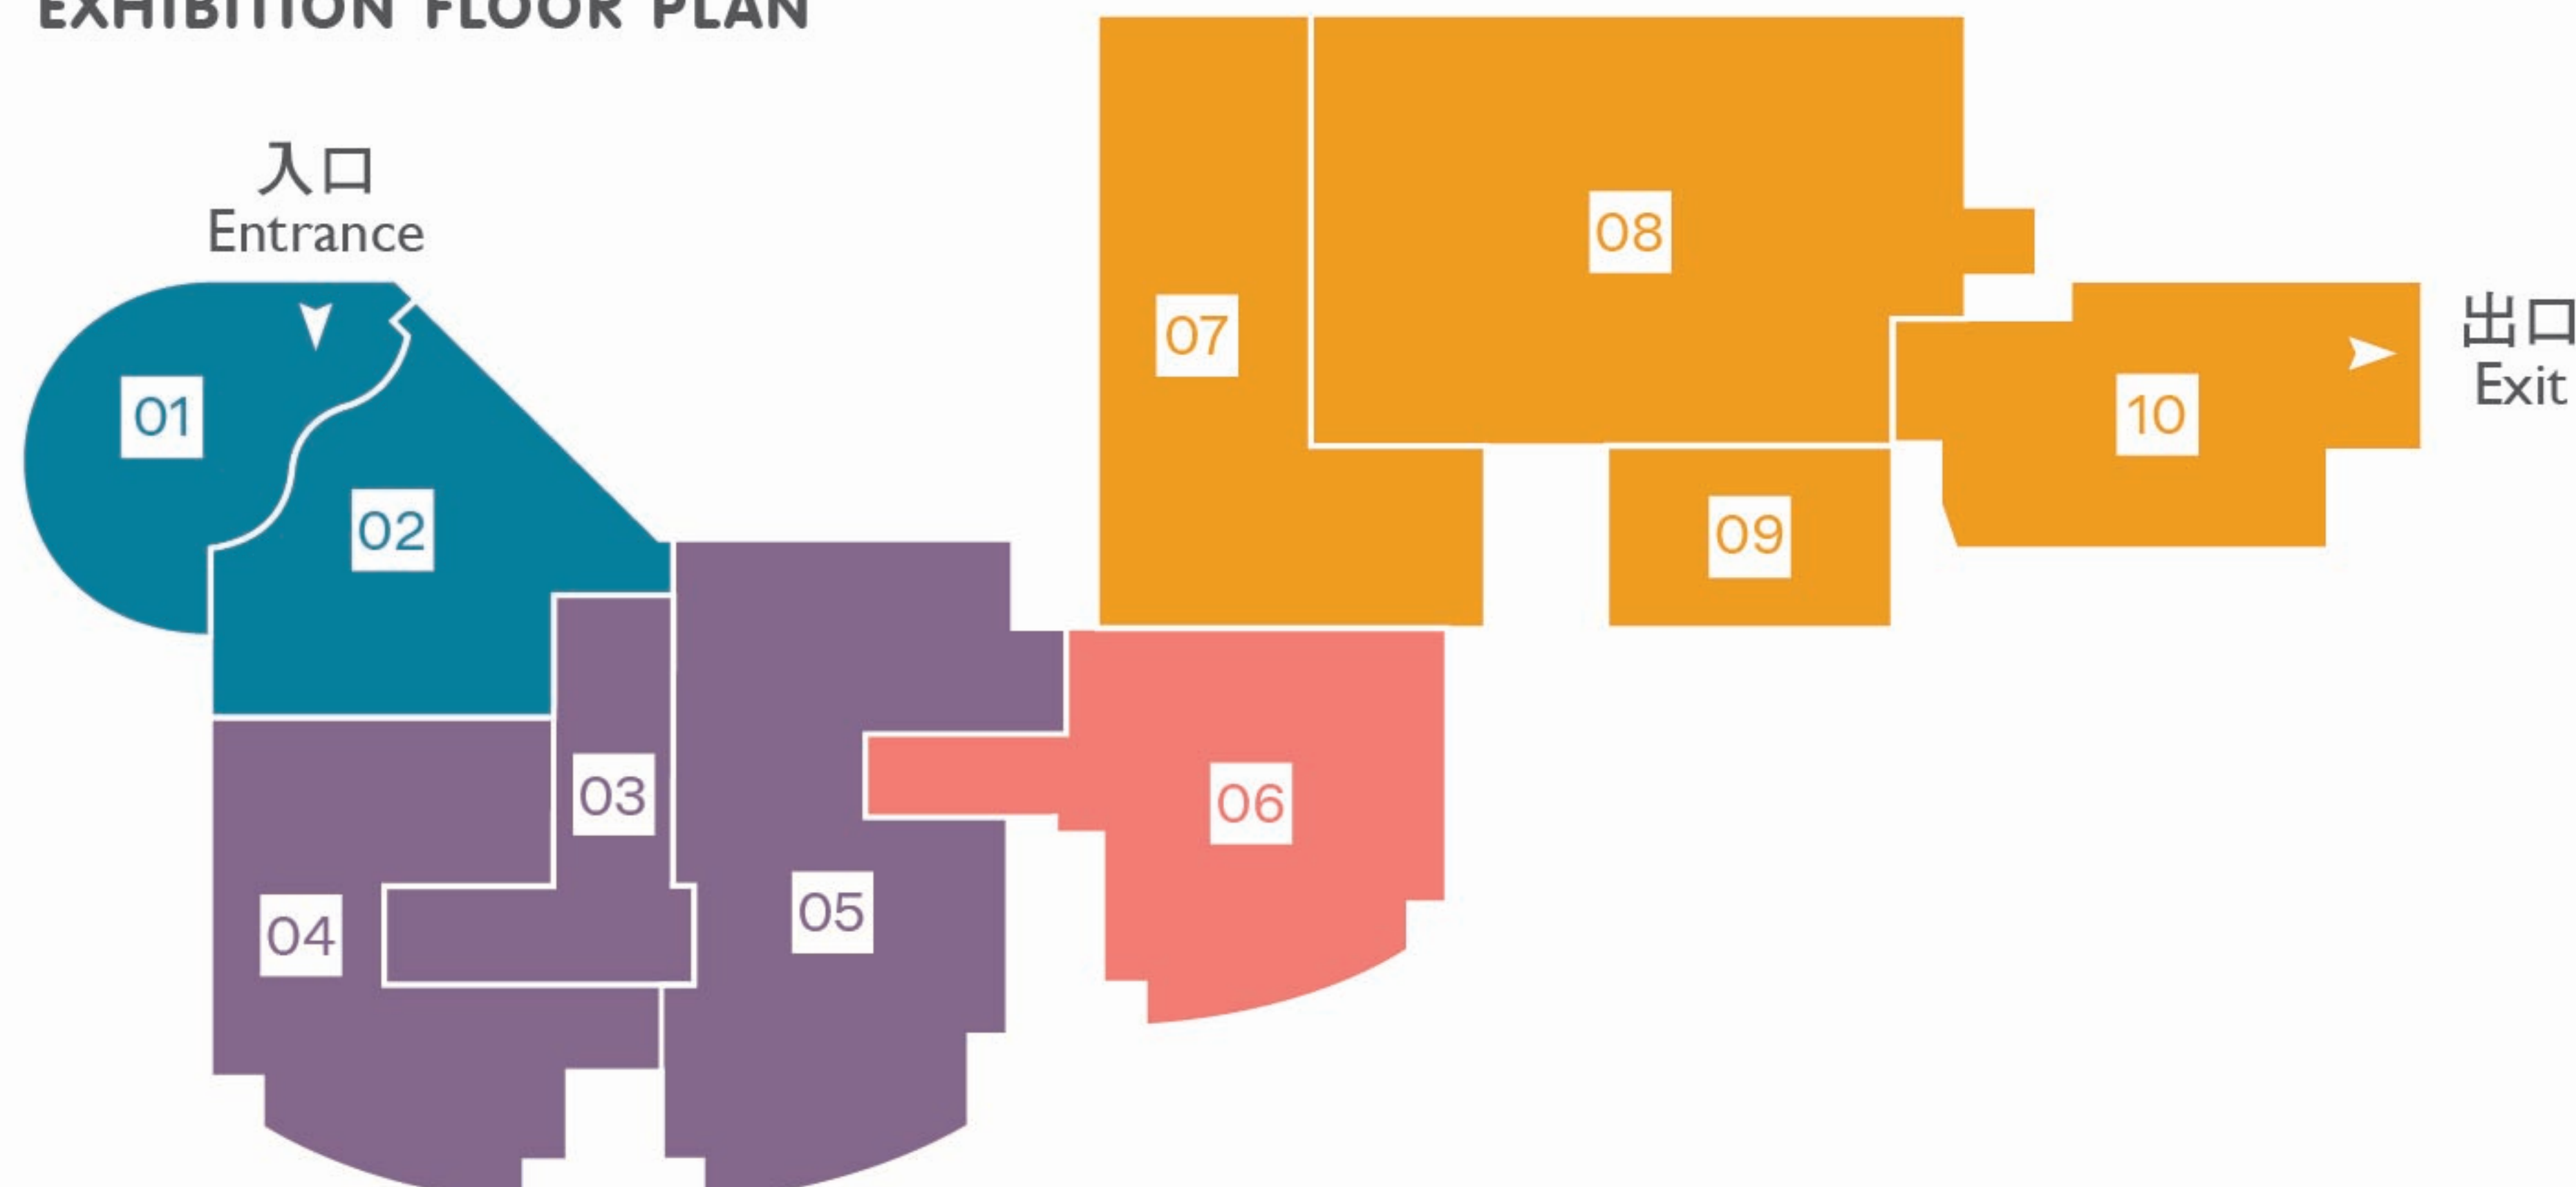 EXHIBITION FLOOR PLAN
入口
Entrance
01
02
03
04
05
06
07
08
09
10
出口
Exit